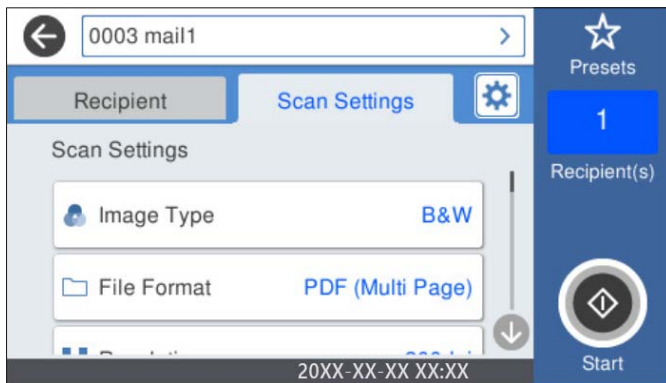 0003 mail1
Presets
Recipient
Scan Settings
1
Recipient(s)
Scan Settings
Image Type
B&W
File Format
PDF (Multi Page)
Start
20XX-XX-XX XX:XX